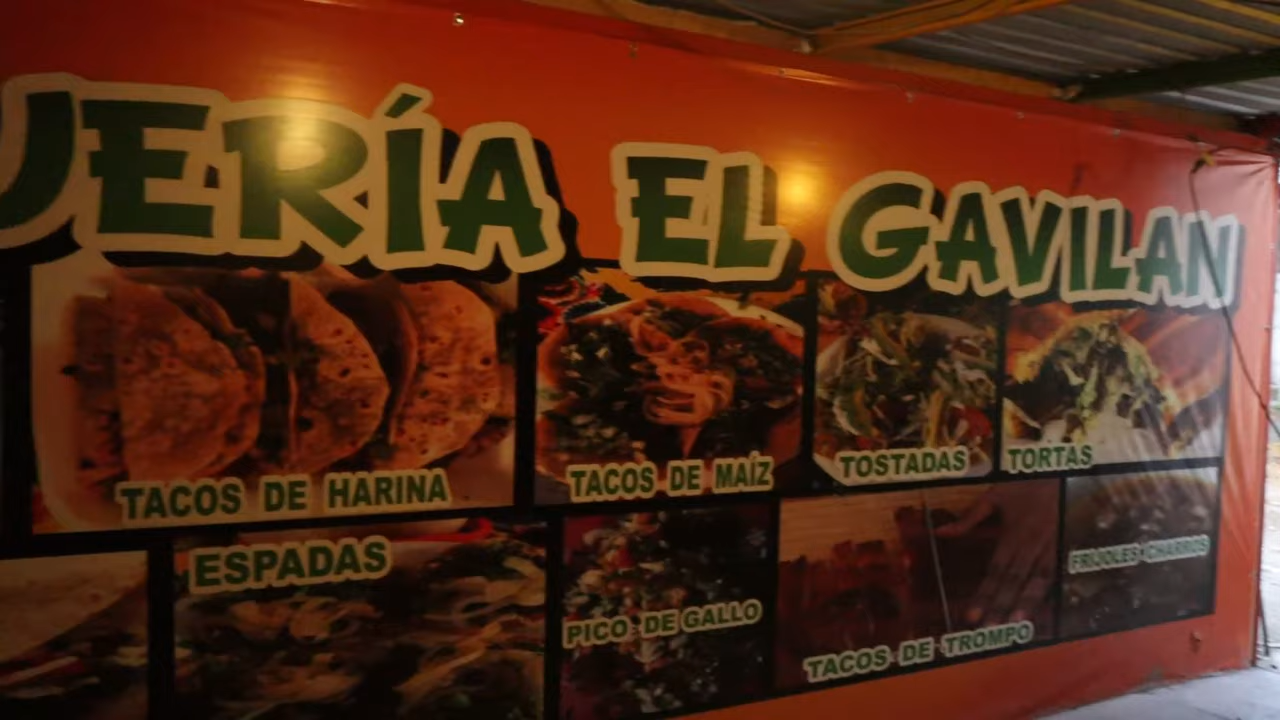 UERÍA EL GAVILAN
TACOS DE HARINA
TACOS DE MAÍZ
TOSTADAS
TORTAS
ESPADAS
PICO DE GALLO
TACOS DE TROMPO
FRIJOLES CHARROS